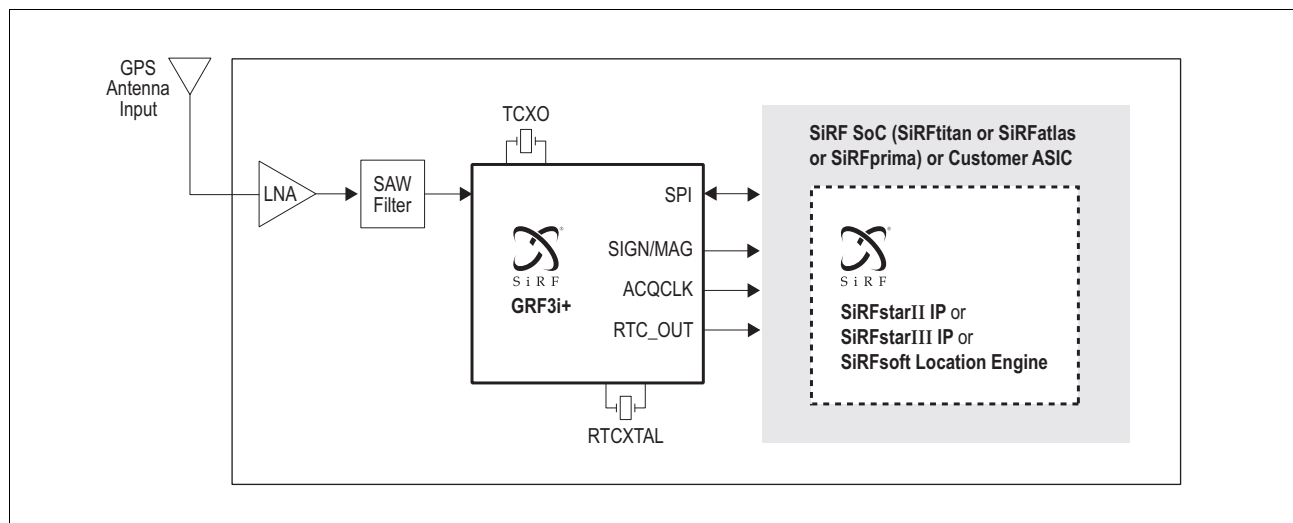 GPS
Antenna
Input
LNA
SAW
Filter
TCXO
SiRF
GRF3i+
SPI
SIGN/MAG
ACQCLK
RTC_OUT
RTCXTAL
SiRF SoC (SiRFtitan or SiRFatlas
or SiRFprima) or Customer ASIC
SiRF
SiRFstarII IP or
SiRFstarIII IP or
SiRFsoft Location Engine